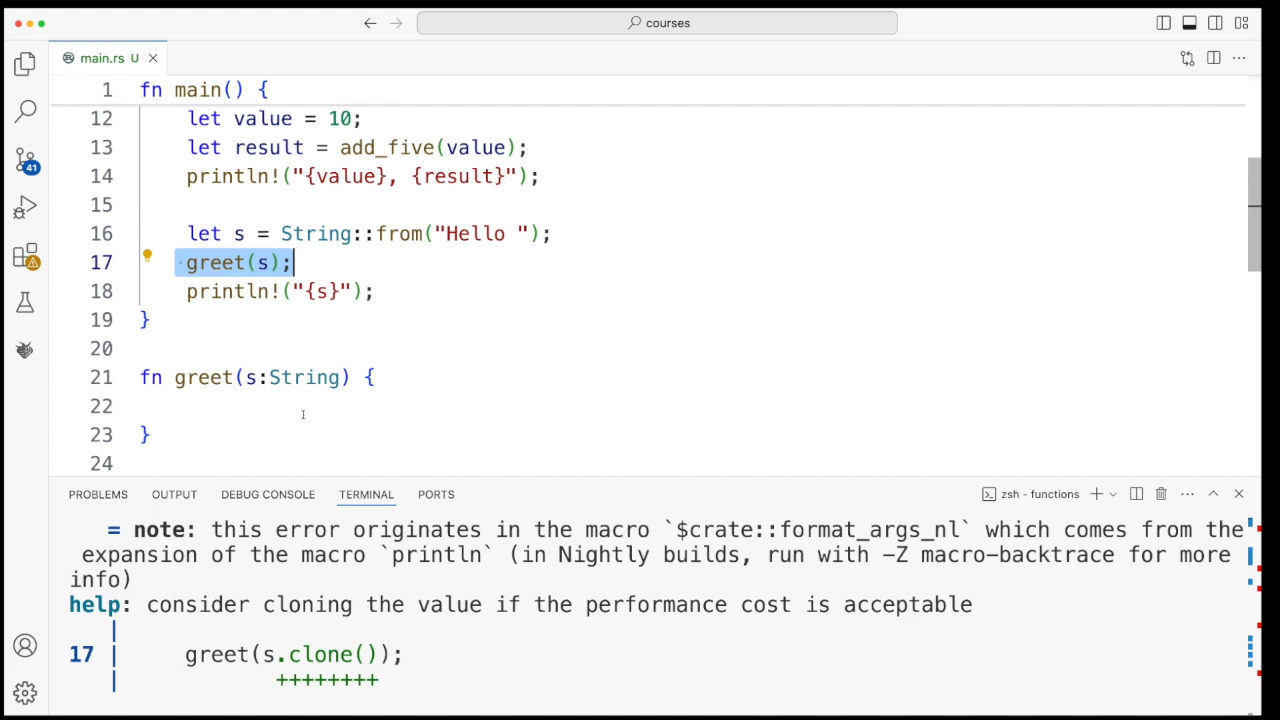 courses
main.rs U
1 fn main() {
12 let value = 10;
13 let result = add_five(value);
14 println!("{value}, {result}");
15
16 let s = String::from("Hello ");
17 greet(s);
18 println!("{s}");
19 }
20
21 fn greet(s:String) {
22
23 }
24
41
PROBLEMS OUTPUT DEBUG CONSOLE TERMINAL PORTS zsh - functions
= note: this error originates in the macro `$crate::format_args_nl` which comes from the
expansion of the macro `println` (in Nightly builds, run with -Z macro-backtrace for more
info)
help: consider cloning the value if the performance cost is acceptable
|
17 | greet(s.clone());
| ++++++++